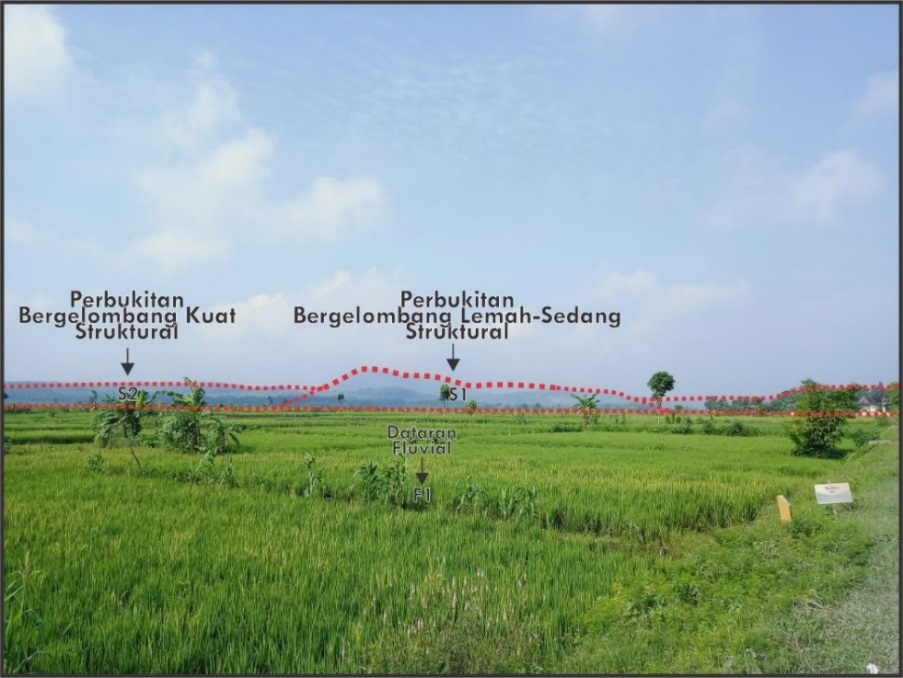 Perbukitan
Bergelombang Kuat
Struktural
S2
Perbukitan
Bergelombang Lemah-Sedang
Struktural
S1
Dataran
Fluvial
F1